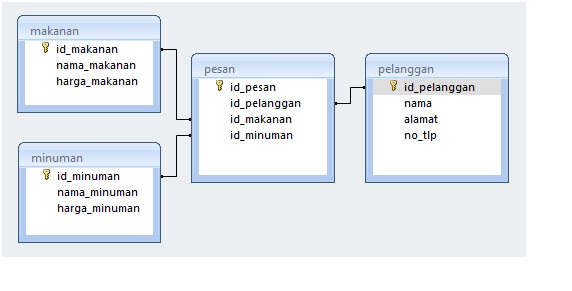 makanan
id_makanan
nama_makanan
harga_makanan
minuman
id_minuman
nama_minuman
harga_minuman
pesan
id_pesan
id_pelanggan
id_makanan
id_minuman
pelanggan
id_pelanggan
nama
alamat
no_tlp